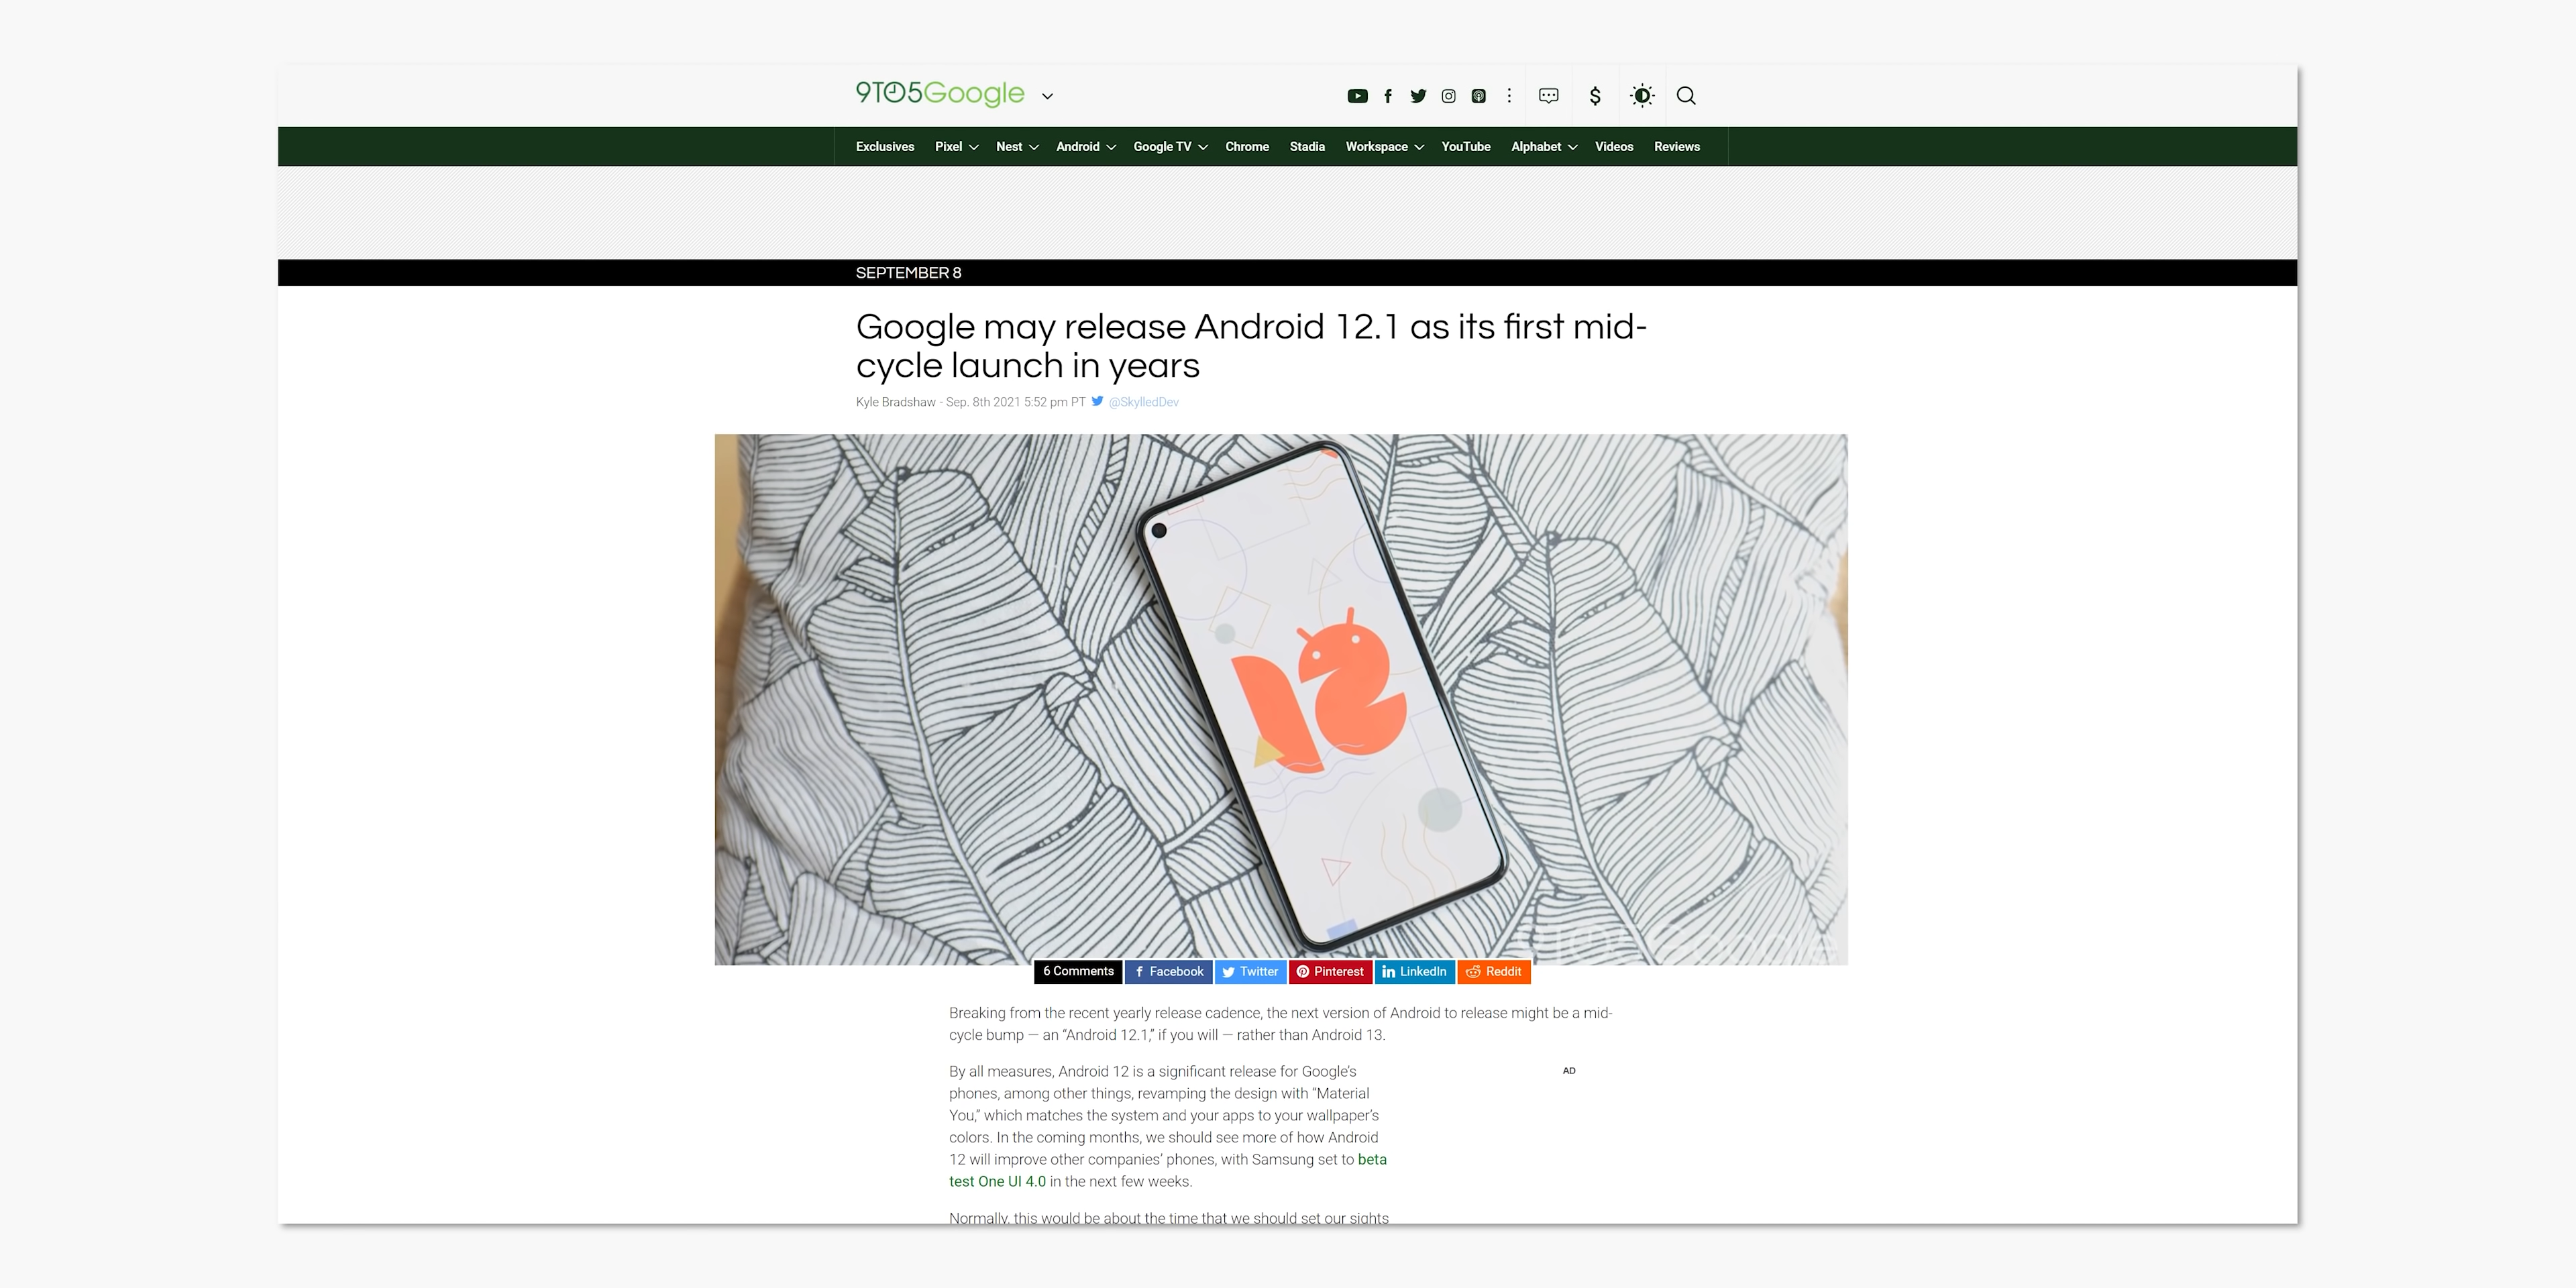 9TO5Google
$
Exclusives Pixel Nest Android Google TV Chrome Stadia Workspace YouTube Alphabet Videos Reviews
SEPTEMBER 8
Google may release Android 12.1 as its first mid-
cycle launch in years
Kyle Bradshaw - Sep. 8th 2021 5:52 pm PT @SkylledDev
12
6 Comments Facebook Twitter Pinterest LinkedIn Reddit
Breaking from the recent yearly release cadence, the next version of Android to release might be a mid-
cycle bump — an “Android 12.1,” if you will — rather than Android 13.
By all measures, Android 12 is a significant release for Google’s
phones, among other things, revamping the design with “Material
You,” which matches the system and your apps to your wallpaper’s
colors. In the coming months, we should see more of how Android
12 will improve other companies’ phones, with Samsung set to beta
test One UI 4.0 in the next few weeks.
AD
Normally, this would be about the time that we should set our sights